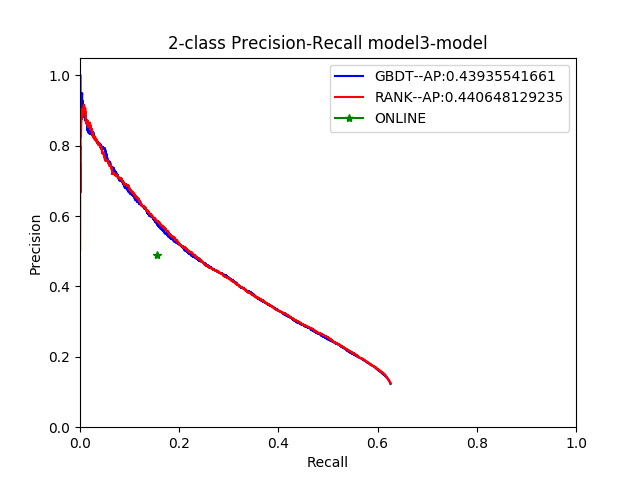 2-class Precision-Recall model3-model
GBDT--AP:0.43935541661
RANK--AP:0.440648129235
ONLINE
Precision
1.0
0.8
0.6
0.4
0.2
0.0
0.0 0.2 0.4 0.6 0.8 1.0
Recall